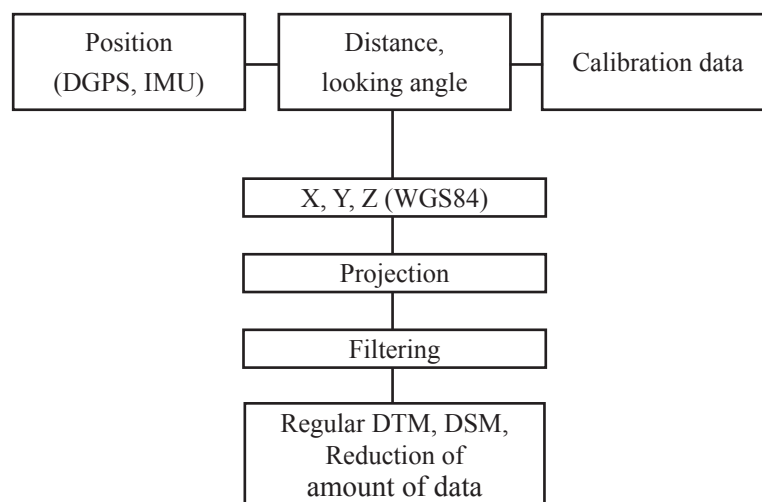 Position
(DGPS, IMU)
Distance,
looking angle
Calibration data
X, Y, Z (WGS84)
Projection
Filtering
Regular DTM, DSM,
Reduction of
amount of data